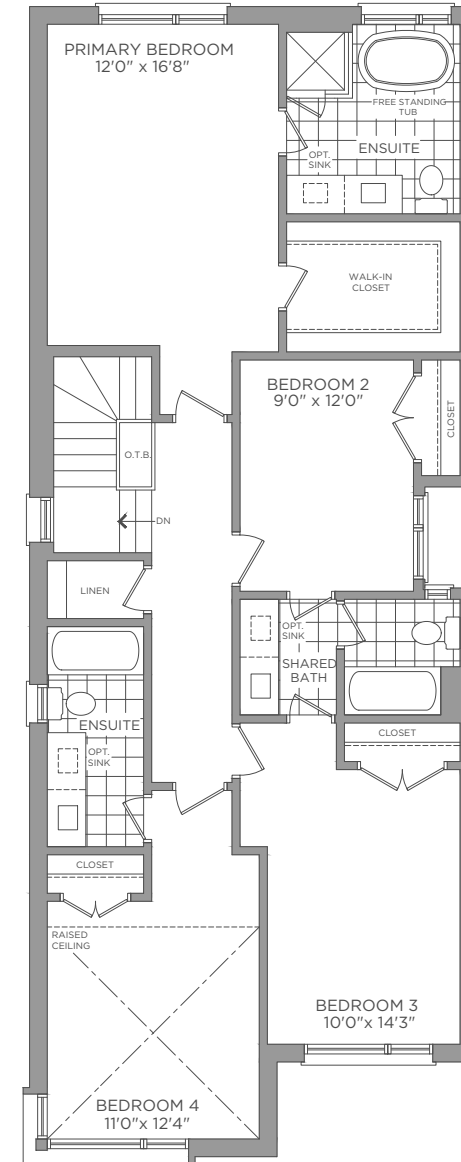 PRIMARY BEDROOM
12'0" x 16'8"
FREE STANDING
TUB
ENSUITE
OPT.
SINK
WALK-IN
CLOSET
BEDROOM 2
9'0" x 12'0"
CLOSET
O.T.B.
DN
LINEN
OPT.
SINK
SHARED
BATH
ENSUITE
OPT.
SINK
CLOSET
CLOSET
RAISED
CEILING
BEDROOM 3
10'0"x 14'3"
BEDROOM 4
11'0"x 12'4"